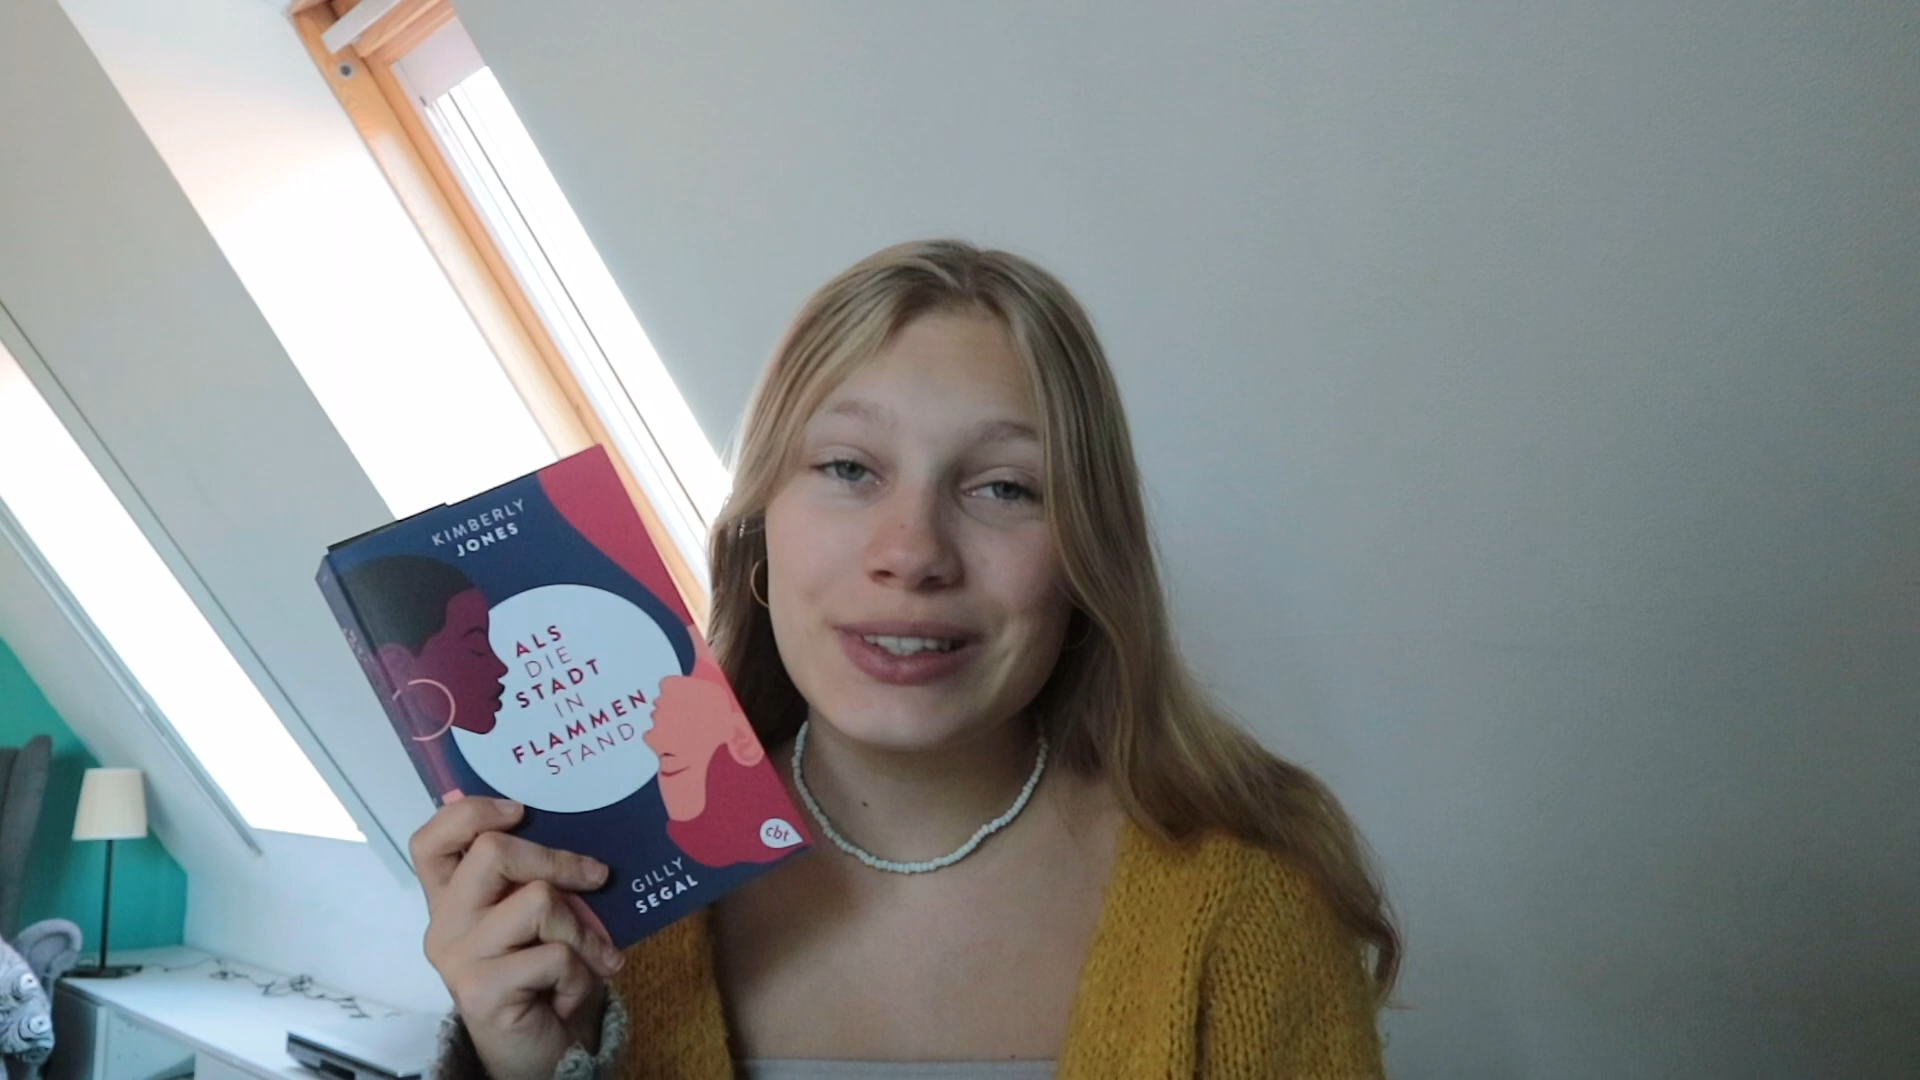 KIMBERLY
JONES
ALS
DIE
STADT
IN
FLAMMEN
STAND
cbt
GILLY
SEGAL